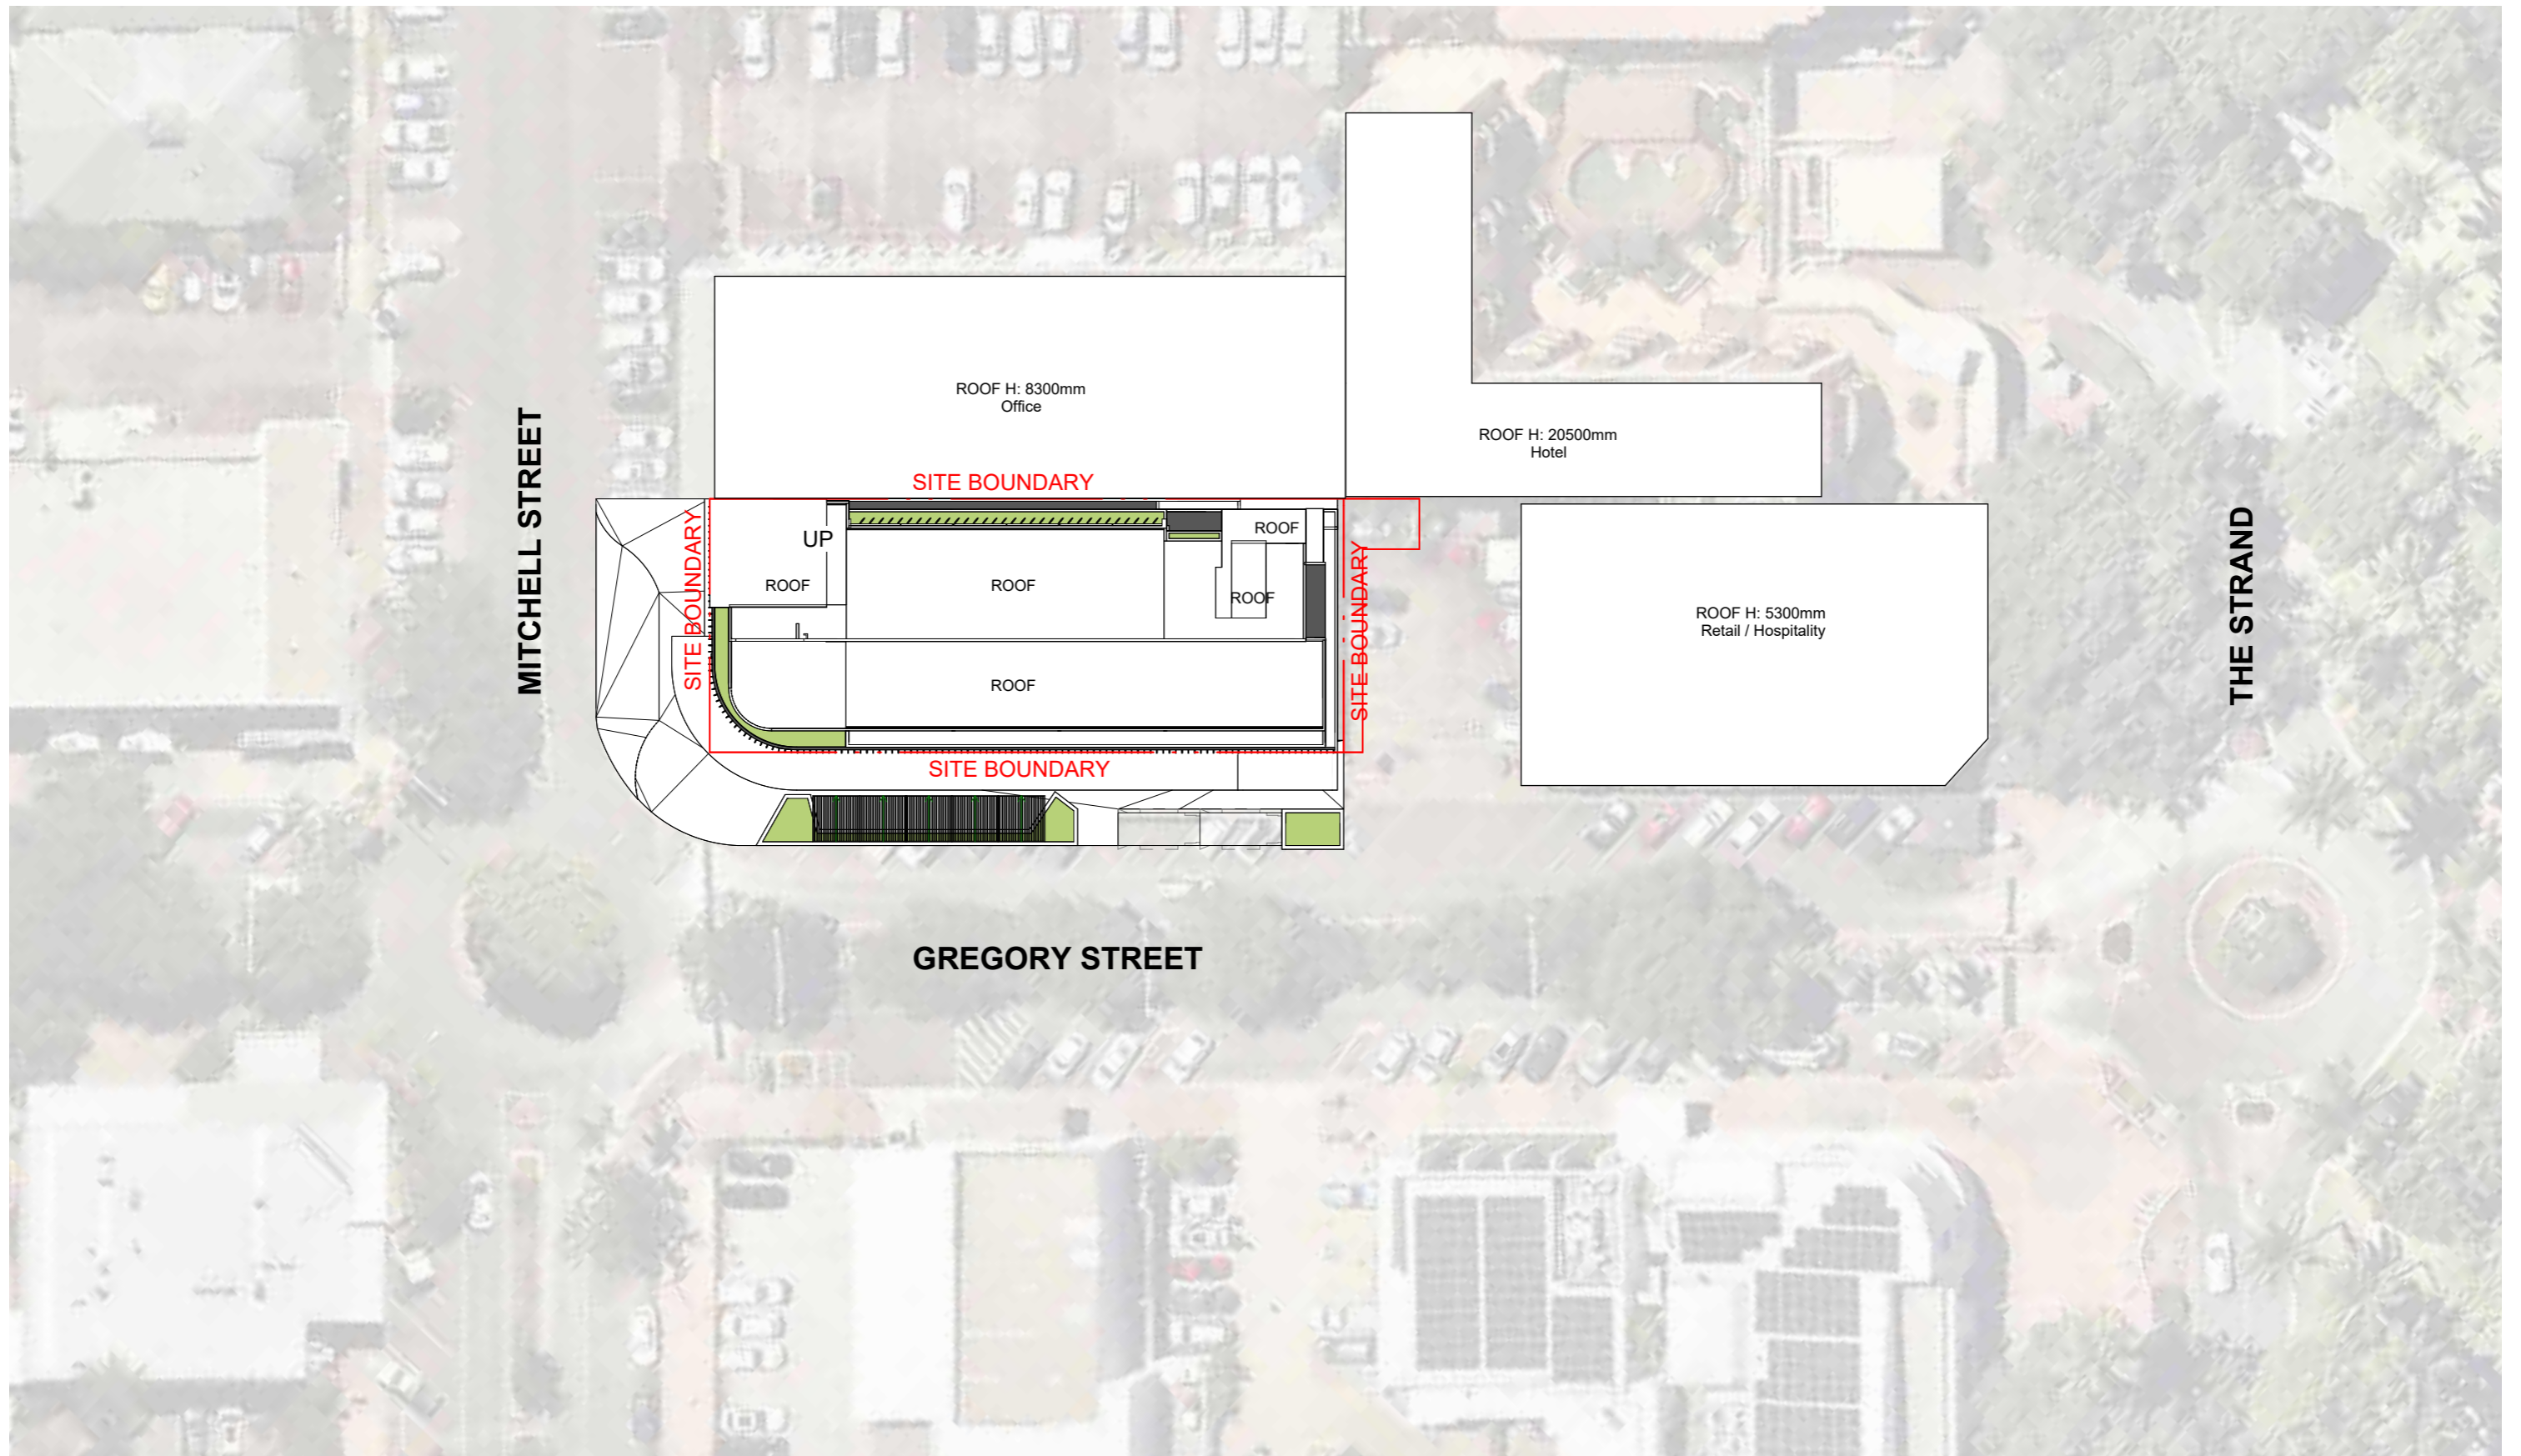 ROOF H: 8300mm
Office
ROOF H: 20500mm
Hotel
SITE BOUNDARY
MITCHELL STREET
SITE BOUNDARY
UP
ROOF
ROOF
ROOF
ROOF
ROOF
SITE BOUNDARY
ROOF H: 5300mm
Retail / Hospitality
THE STRAND
SITE BOUNDARY
GREGORY STREET